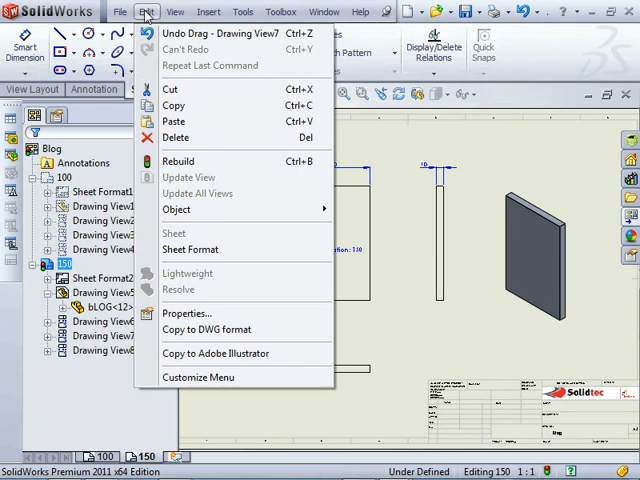 SolidWorks File Edit View Insert Tools Toolbox Window Help
Smart Dimension
Pattern
Display/Delete Relations
Quick Snaps
View Layout Annotation
Undo Drag - Drawing View7 Ctrl+Z
Can't Redo Ctrl+Y
Repeat Last Command
Cut Ctrl+X
Copy Ctrl+C
Paste Ctrl+V
Delete Del
Rebuild Ctrl+B
Update View
Update All Views
Object
Sheet
Sheet Format
Lightweight
Resolve
Properties...
Copy to DWG format
Copy to Adobe Illustrator
Customize Menu
Blog
Annotations
100
Sheet Format1
Drawing View1
Drawing View2
Drawing View3
Drawing View4
150
Sheet Format2
Drawing View5
bLOG<12>
Drawing View6
Drawing View7
Drawing View8
10
Solidtec
100 150
SolidWorks Premium 2011 x64 Edition Under Defined Editing 150 1 : 1